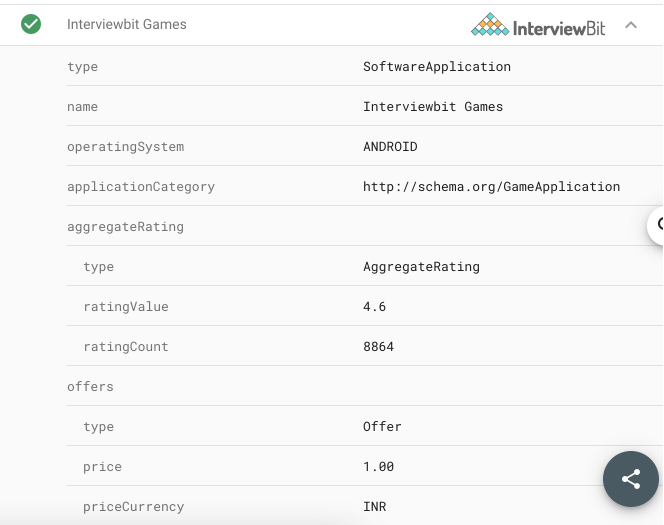 Interviewbit Games InterviewBit
type SoftwareApplication
name Interviewbit Games
operatingSystem ANDROID
applicationCategory http://schema.org/GameApplication
aggregateRating
type AggregateRating
ratingValue 4.6
ratingCount 8864
offers
type Offer
price 1.00
priceCurrency INR